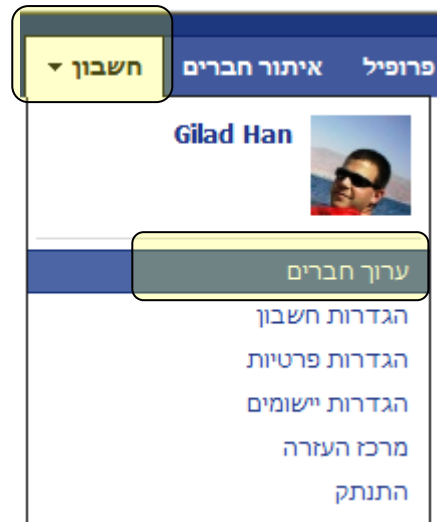 פרופיל איתור חברים חשבון
Gilad Han
ערוך חברים
הגדרות חשבון
הגדרות פרטיות
הגדרות יישומים
מרכז העזרה
התנתק